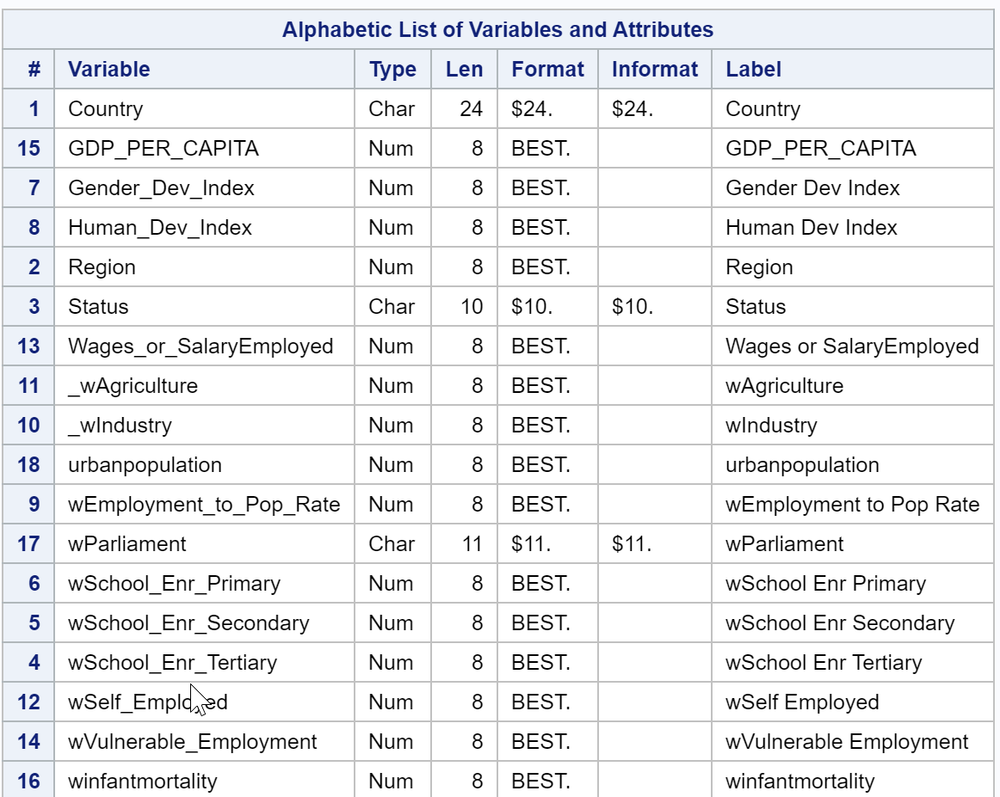 Alphabetic List of Variables and Attributes
# Variable Type Len Format Informat Label
1 Country Char 24 $24. $24. Country
15 GDP_PER_CAPITA Num 8 BEST. GDP_PER_CAPITA
7 Gender_Dev_Index Num 8 BEST. Gender Dev Index
8 Human_Dev_Index Num 8 BEST. Human Dev Index
2 Region Num 8 BEST. Region
3 Status Char 10 $10. $10. Status
13 Wages_or_SalaryEmployed Num 8 BEST. Wages or SalaryEmployed
11 _wAgriculture Num 8 BEST. wAgriculture
10 _wIndustry Num 8 BEST. wIndustry
18 urbanpopulation Num 8 BEST. urbanpopulation
9 wEmployment_to_Pop_Rate Num 8 BEST. wEmployment to Pop Rate
17 wParliament Char 11 $11. $11. wParliament
6 wSchool_Enr_Primary Num 8 BEST. wSchool Enr Primary
5 wSchool_Enr_Secondary Num 8 BEST. wSchool Enr Secondary
4 wSchool_Enr_Tertiary Num 8 BEST. wSchool Enr Tertiary
12 wSelf_Employed Num 8 BEST. wSelf Employed
14 wVulnerable_Employment Num 8 BEST. wVulnerable Employment
16 winfantmortality Num 8 BEST. winfantmortality